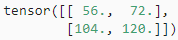 tensor([[ 56.,  72.],
        [104., 120.]])